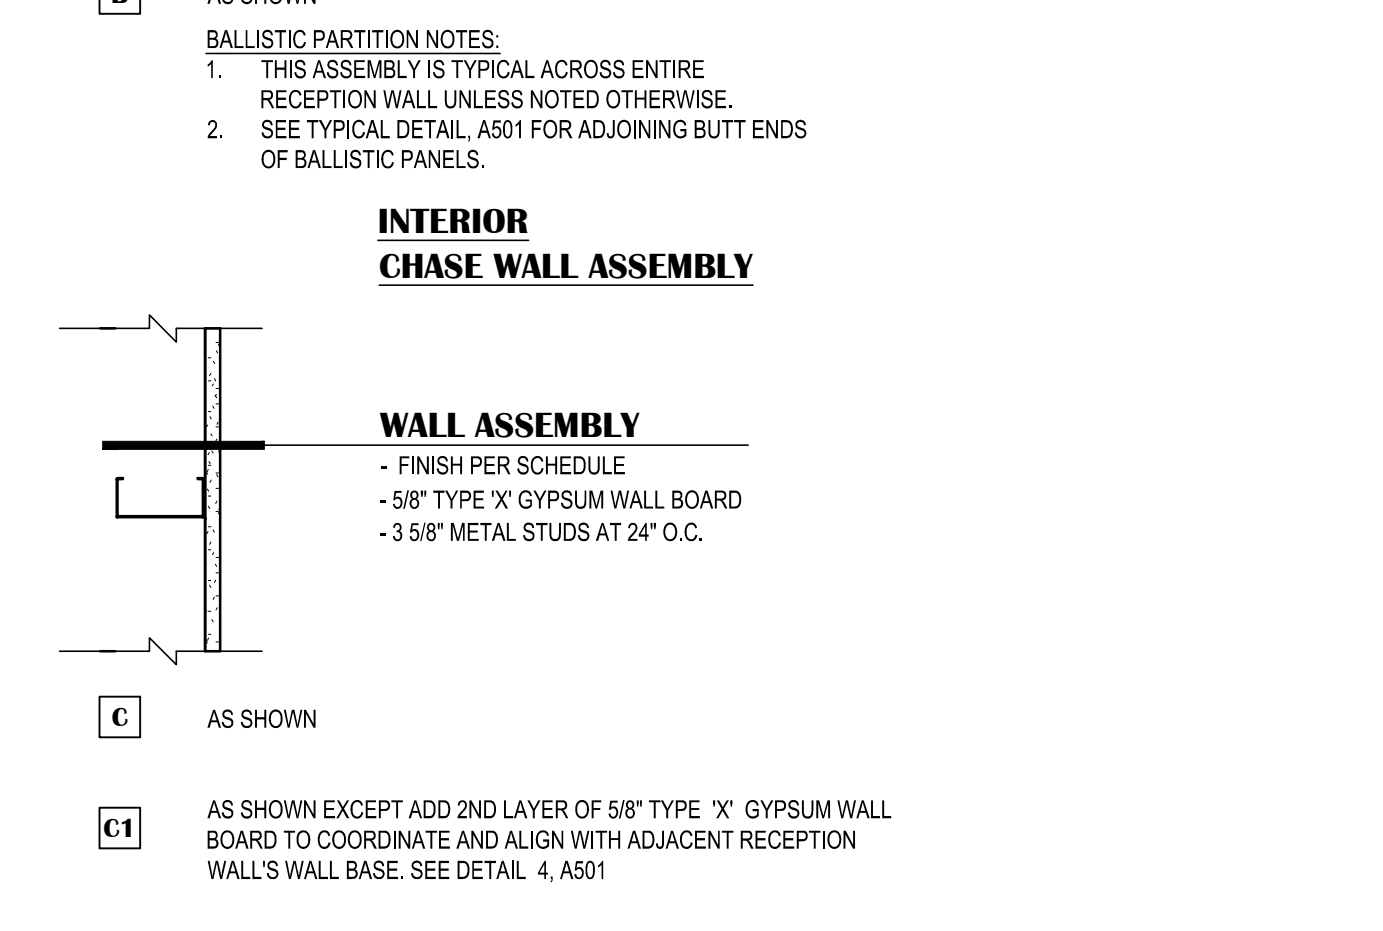 B AS SHOWN
BALLISTIC PARTITION NOTES:
1. THIS ASSEMBLY IS TYPICAL ACROSS ENTIRE
RECEPTION WALL UNLESS NOTED OTHERWISE.
2. SEE TYPICAL DETAIL, A501 FOR ADJOINING BUTT ENDS
OF BALLISTIC PANELS.
INTERIOR
CHASE WALL ASSEMBLY
WALL ASSEMBLY
- FINISH PER SCHEDULE
- 5/8" TYPE 'X' GYPSUM WALL BOARD
- 3 5/8" METAL STUDS AT 24" O.C.
C AS SHOWN
C1 AS SHOWN EXCEPT ADD 2ND LAYER OF 5/8" TYPE 'X' GYPSUM WALL
BOARD TO COORDINATE AND ALIGN WITH ADJACENT RECEPTION
WALL'S WALL BASE. SEE DETAIL 4, A501